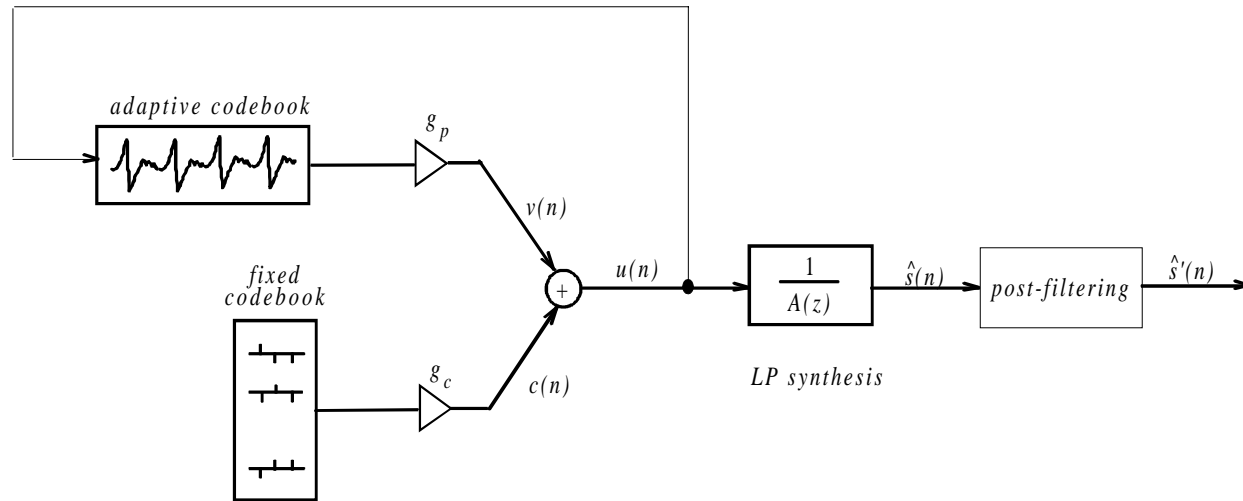 adaptive codebook
g_p
v(n)
fixed
codebook
g_c
c(n)
+
u(n)
1
A(z)
LP synthesis
ŝ(n)
post-filtering
ŝ'(n)